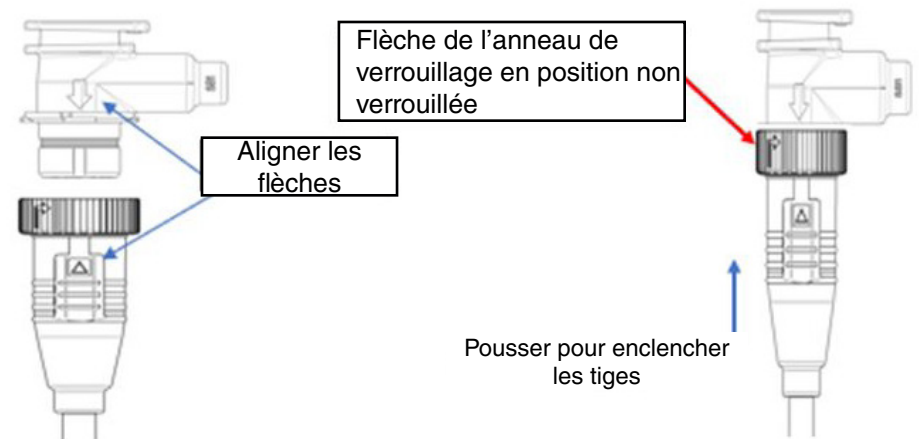 Flèche de l'anneau de
verrouillage en position non
verrouillée
Aligner les
flèches
Pousser pour enclencher
les tiges